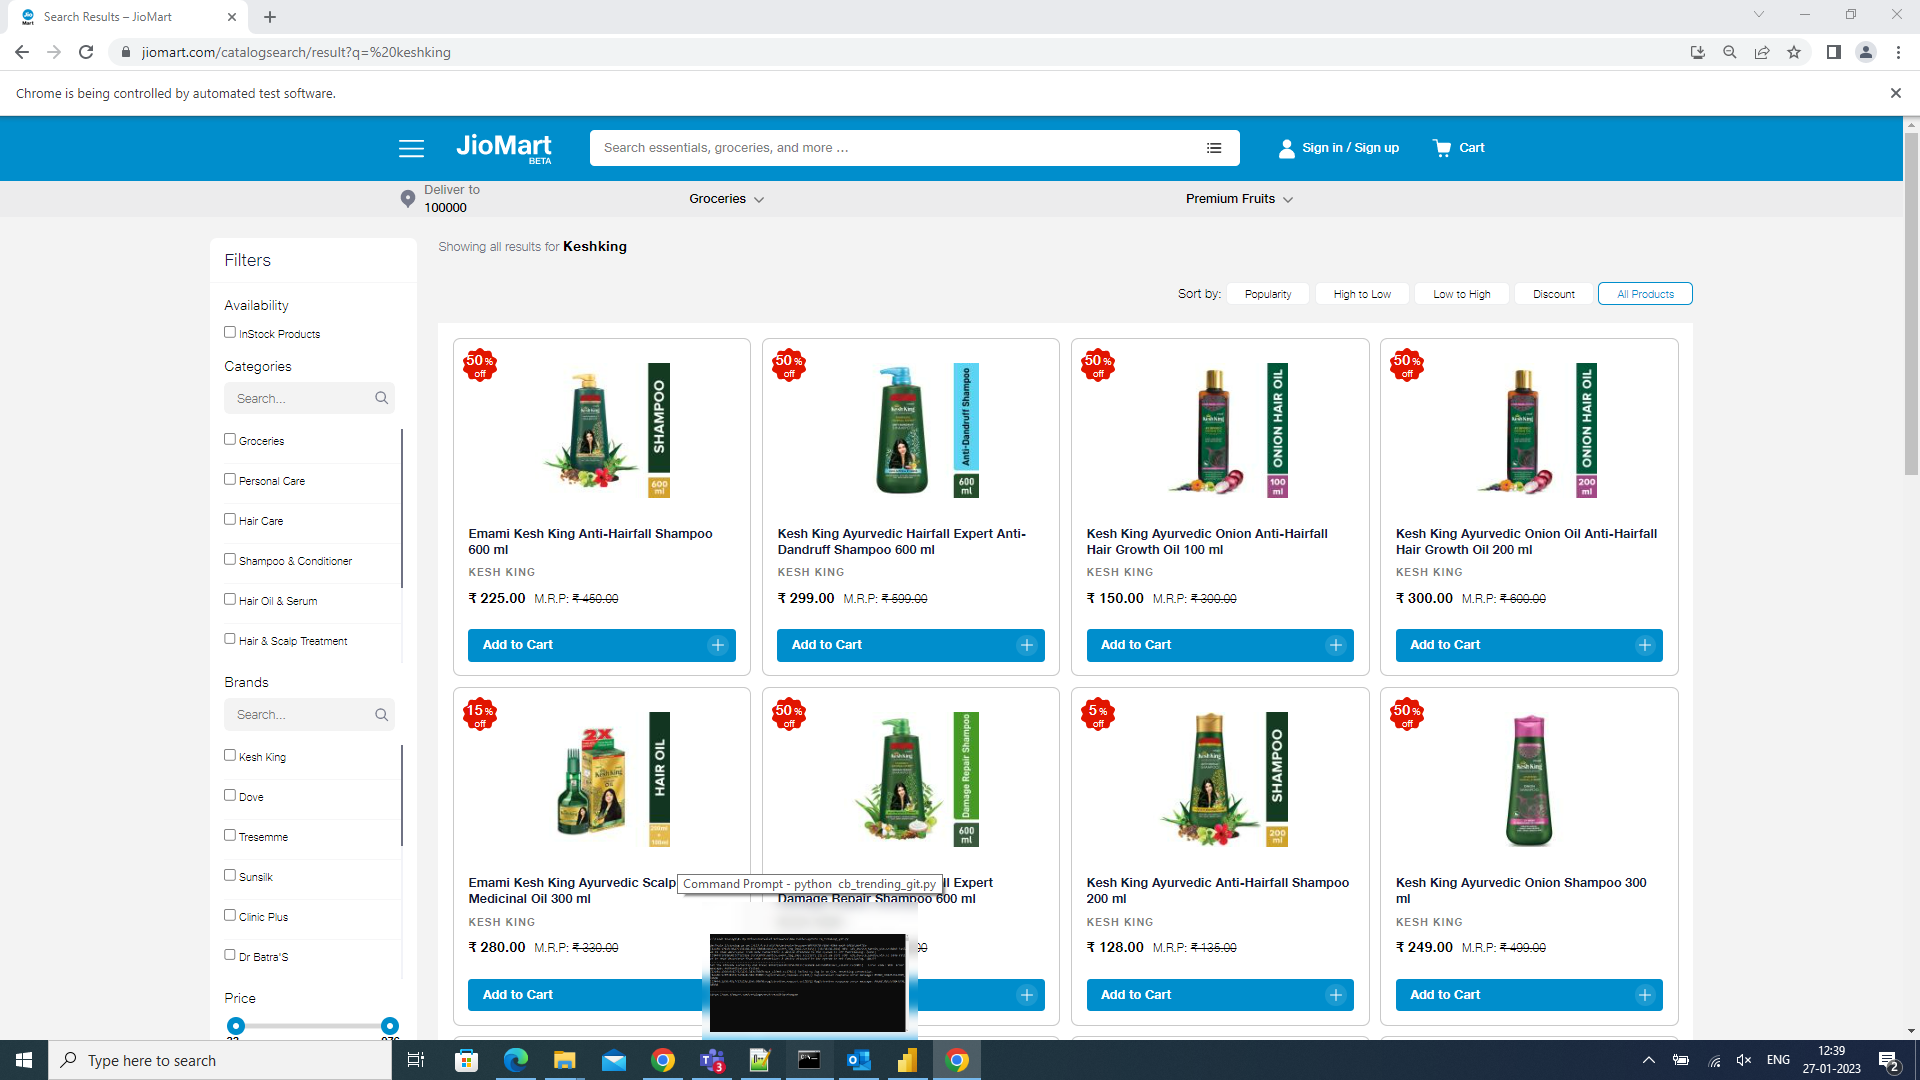 Search Results – JioMart
jiomart.com/catalogsearch/result?q=%20keshking
Chrome is being controlled by automated test software.
JioMart
BETA
Search essentials, groceries, and more ...
Sign in / Sign up
Cart
Deliver to
100000
Groceries
Premium Fruits
Showing all results for Keshking
Filters
Availability
InStock Products
Categories
Search...
Groceries
Personal Care
Hair Care
Shampoo & Conditioner
Hair Oil & Serum
Hair & Scalp Treatment
Brands
Search...
Kesh King
Dove
Tresemme
Sunsilk
Clinic Plus
Dr Batra'S
Price
Sort by:
Popularity
High to Low
Low to High
Discount
All Products
50% off
SHAMPOO
600 ml
Emami Kesh King Anti-Hairfall Shampoo
600 ml
KESH KING
₹ 225.00 M.R.P: ₹ 450.00
Add to Cart
50% off
Anti-Dandruff Shampoo
600 ml
Kesh King Ayurvedic Hairfall Expert Anti-
Dandruff Shampoo 600 ml
KESH KING
₹ 299.00 M.R.P: ₹ 599.00
Add to Cart
50% off
ONION HAIR OIL
100 ml
Kesh King Ayurvedic Onion Anti-Hairfall
Hair Growth Oil 100 ml
KESH KING
₹ 150.00 M.R.P: ₹ 300.00
Add to Cart
50% off
ONION HAIR OIL
200 ml
Kesh King Ayurvedic Onion Oil Anti-Hairfall
Hair Growth Oil 200 ml
KESH KING
₹ 300.00 M.R.P: ₹ 600.00
Add to Cart
15% off
2X
HAIR OIL
Emami Kesh King Ayurvedic Scalp
Medicinal Oil 300 ml
KESH KING
₹ 280.00 M.R.P: ₹ 330.00
Add to Cart
50% off
Damage Repair Shampoo
600 ml
Expert
Damage Repair Shampoo 600 ml
5% off
SHAMPOO
200 ml
Kesh King Ayurvedic Anti-Hairfall Shampoo
200 ml
KESH KING
₹ 128.00 M.R.P: ₹ 135.00
Add to Cart
50% off
Kesh King Ayurvedic Onion Shampoo 300
ml
KESH KING
₹ 249.00 M.R.P: ₹ 499.00
Add to Cart
Command Prompt - python cb_trending_git.py
Type here to search
3
ENG
12:39
27-01-2023
2